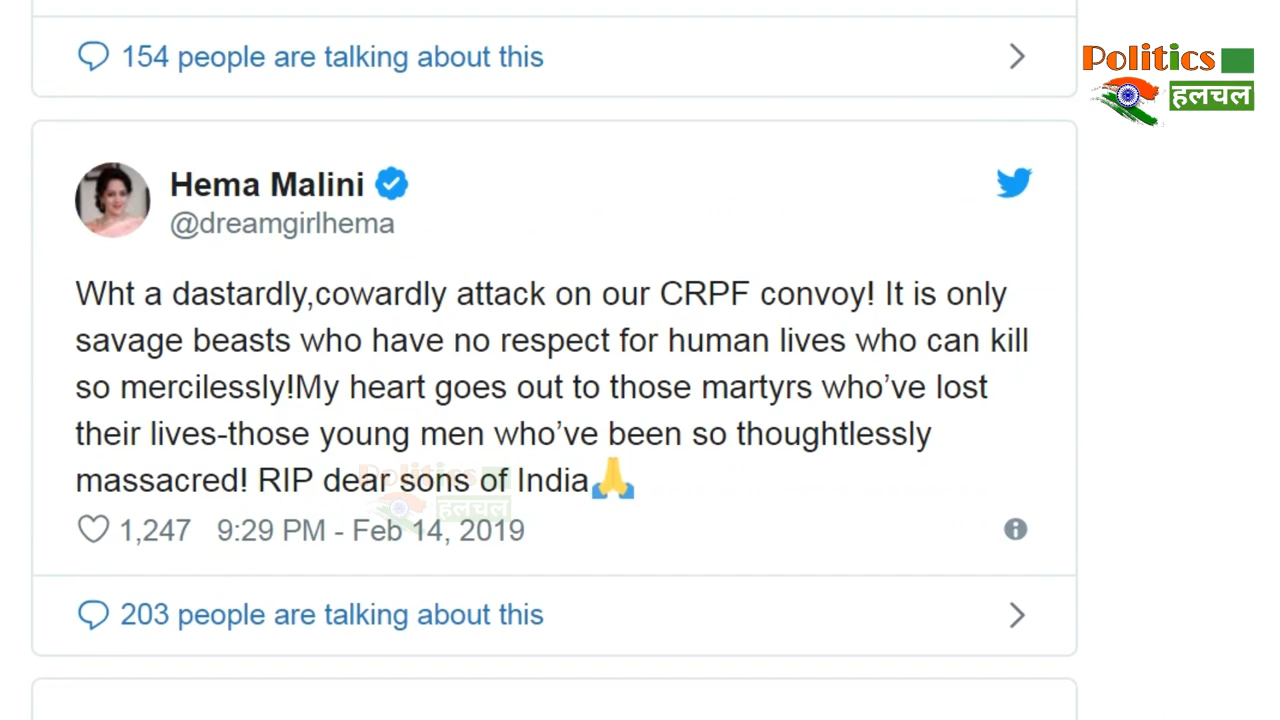 154 people are talking about this
Politics
हलचल
Hema Malini
@dreamgirlhema
Wht a dastardly,cowardly attack on our CRPF convoy! It is only
savage beasts who have no respect for human lives who can kill
so mercilessly!My heart goes out to those martyrs who’ve lost
their lives-those young men who’ve been so thoughtlessly
massacred! RIP dear sons of India🙏
Politics
हलचल
1,247 9:29 PM - Feb 14, 2019
203 people are talking about this